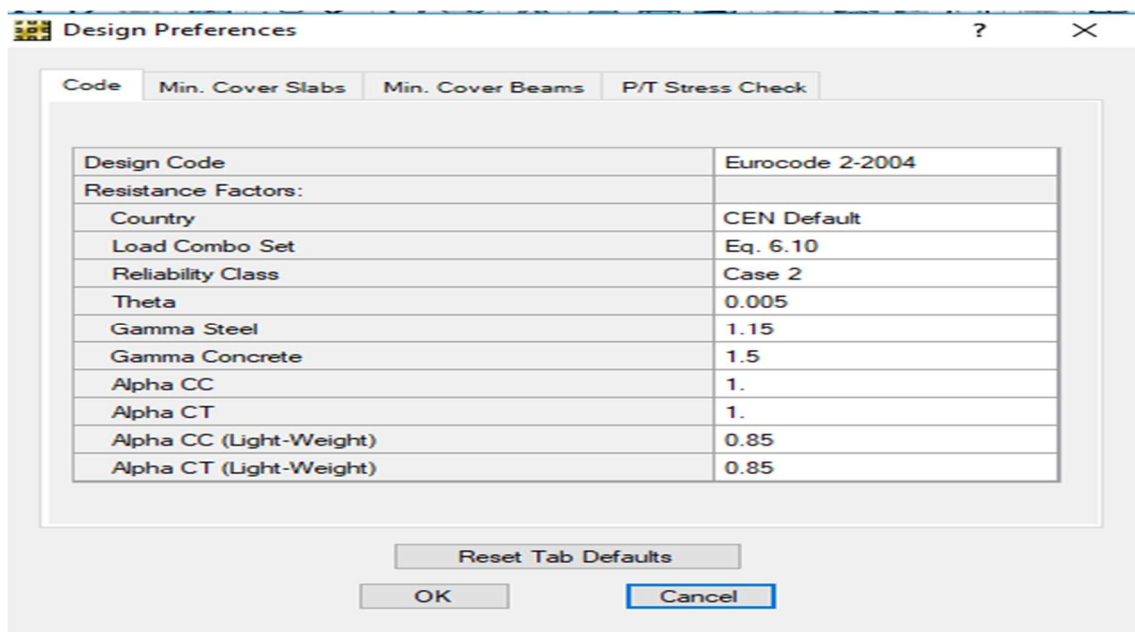 Design Preferences ? ×
Code Min. Cover Slabs Min. Cover Beams P/T Stress Check
Design Code Eurocode 2-2004
Resistance Factors:
Country CEN Default
Load Combo Set Eq. 6.10
Reliability Class Case 2
Theta 0.005
Gamma Steel 1.15
Gamma Concrete 1.5
Alpha CC 1.
Alpha CT 1.
Alpha CC (Light-Weight) 0.85
Alpha CT (Light-Weight) 0.85
Reset Tab Defaults
OK Cancel